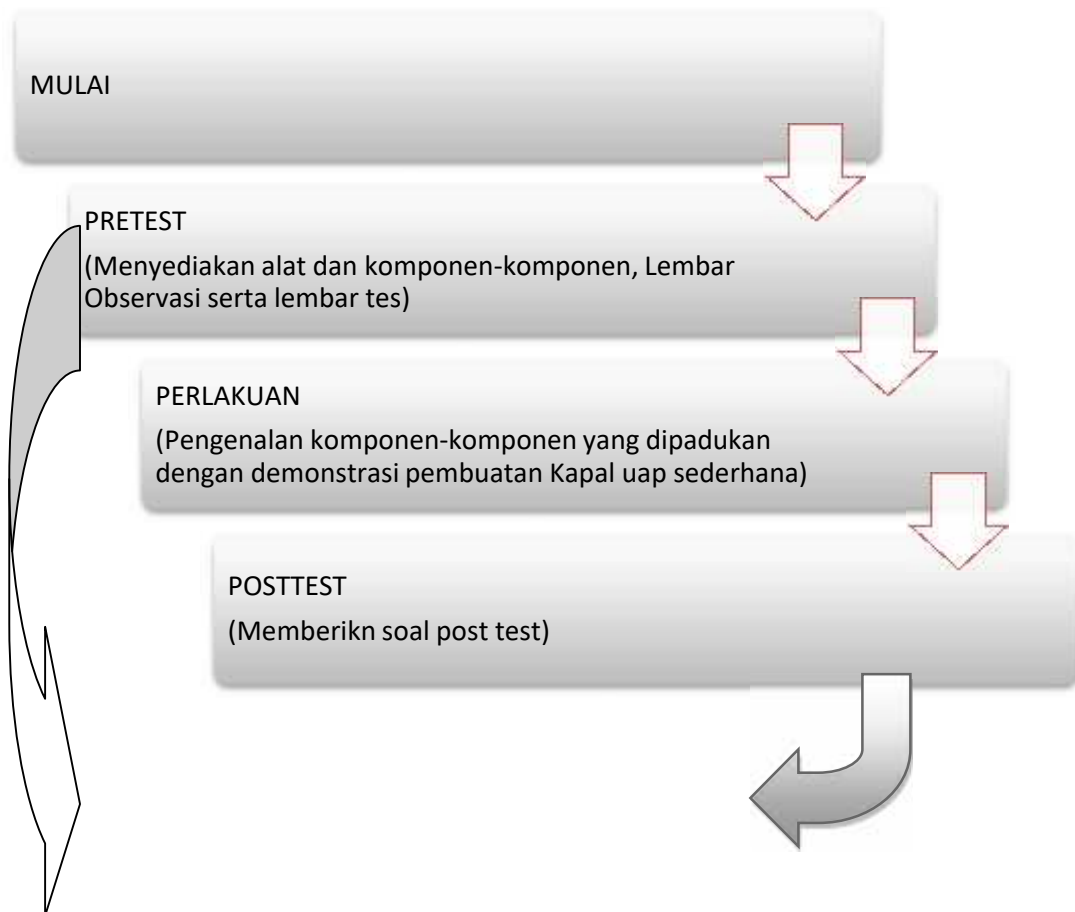 MULAI
PRETEST
(Menyediakan alat dan komponen-komponen, Lembar
Observasi serta lembar tes)
PERLAKUAN
(Pengenalan komponen-komponen yang dipadukan
dengan demonstrasi pembuatan Kapal uap sederhana)
POSTTEST
(Memberikn soal post test)